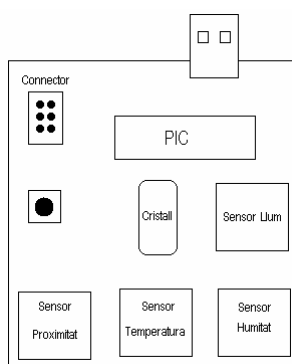 Connector
PIC
Cristall
Sensor Llum
Sensor
Proximitat
Sensor
Temperatura
Sensor
Humitat